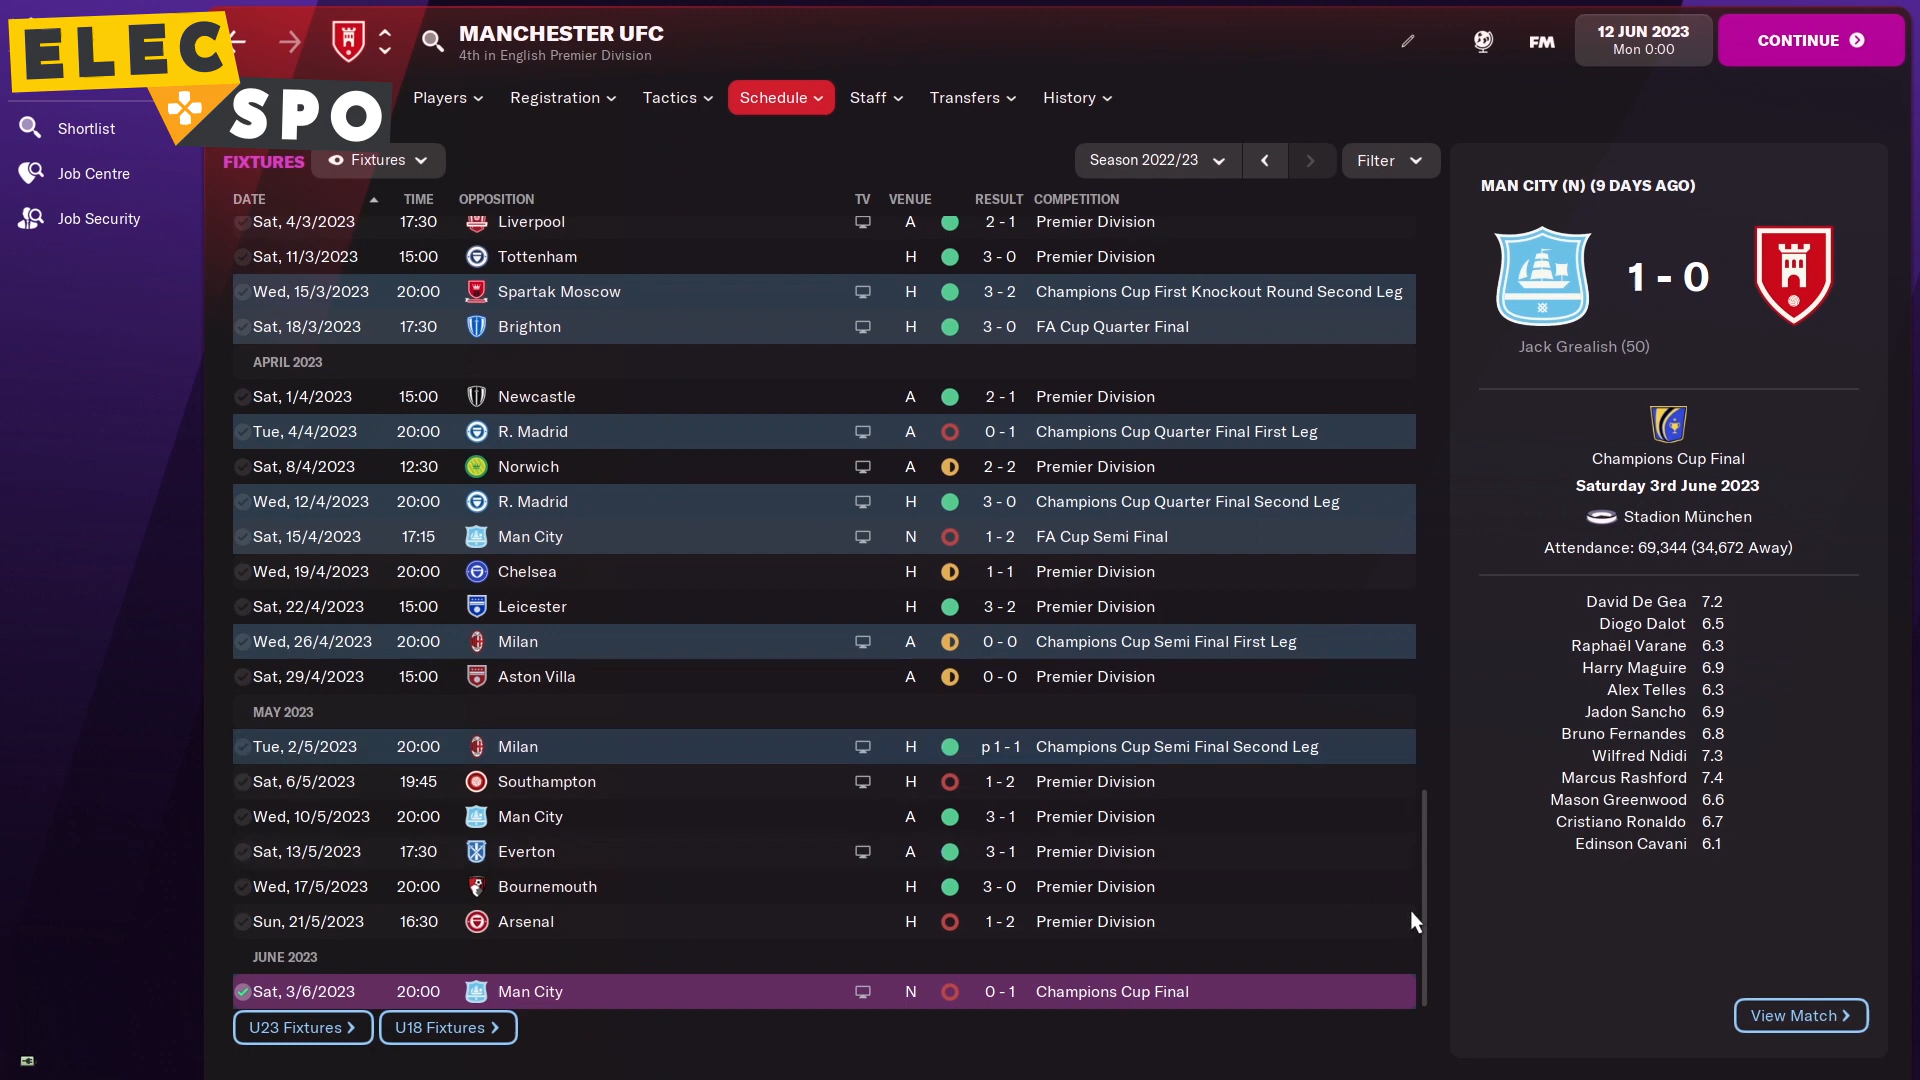 ELEC
SPO
MANCHESTER UFC
4th in English Premier Division
FM
12 JUN 2023
Mon 0:00
CONTINUE
Players
Registration
Tactics
Schedule
Staff
Transfers
History
Shortlist
Job Centre
Job Security
FIXTURES
Fixtures
Season 2022/23
Filter
DATE TIME OPPOSITION TV VENUE RESULT COMPETITION
Sat, 4/3/2023 17:30 Liverpool A 2 - 1 Premier Division
Sat, 11/3/2023 15:00 Tottenham H 3 - 0 Premier Division
Wed, 15/3/2023 20:00 Spartak Moscow H 3 - 2 Champions Cup First Knockout Round Second Leg
Sat, 18/3/2023 17:30 Brighton H 3 - 0 FA Cup Quarter Final
APRIL 2023
Sat, 1/4/2023 15:00 Newcastle A 2 - 1 Premier Division
Tue, 4/4/2023 20:00 R. Madrid A 0 - 1 Champions Cup Quarter Final First Leg
Sat, 8/4/2023 12:30 Norwich A 2 - 2 Premier Division
Wed, 12/4/2023 20:00 R. Madrid H 3 - 0 Champions Cup Quarter Final Second Leg
Sat, 15/4/2023 17:15 Man City N 1 - 2 FA Cup Semi Final
Wed, 19/4/2023 20:00 Chelsea H 1 - 1 Premier Division
Sat, 22/4/2023 15:00 Leicester H 3 - 2 Premier Division
Wed, 26/4/2023 20:00 Milan A 0 - 0 Champions Cup Semi Final First Leg
Sat, 29/4/2023 15:00 Aston Villa A 0 - 0 Premier Division
MAY 2023
Tue, 2/5/2023 20:00 Milan H p 1 - 1 Champions Cup Semi Final Second Leg
Sat, 6/5/2023 19:45 Southampton H 1 - 2 Premier Division
Wed, 10/5/2023 20:00 Man City A 3 - 1 Premier Division
Sat, 13/5/2023 17:30 Everton A 3 - 1 Premier Division
Wed, 17/5/2023 20:00 Bournemouth H 3 - 0 Premier Division
Sun, 21/5/2023 16:30 Arsenal H 1 - 2 Premier Division
JUNE 2023
Sat, 3/6/2023 20:00 Man City N 0 - 1 Champions Cup Final
U23 Fixtures
U18 Fixtures
MAN CITY (N) (9 DAYS AGO)
1 - 0
Jack Grealish (50)
Champions Cup Final
Saturday 3rd June 2023
Stadion München
Attendance: 69,344 (34,672 Away)
David De Gea 7.2
Diogo Dalot 6.5
Raphaël Varane 6.3
Harry Maguire 6.9
Alex Telles 6.3
Jadon Sancho 6.9
Bruno Fernandes 6.8
Wilfred Ndidi 7.3
Marcus Rashford 7.4
Mason Greenwood 6.6
Cristiano Ronaldo 6.7
Edinson Cavani 6.1
View Match